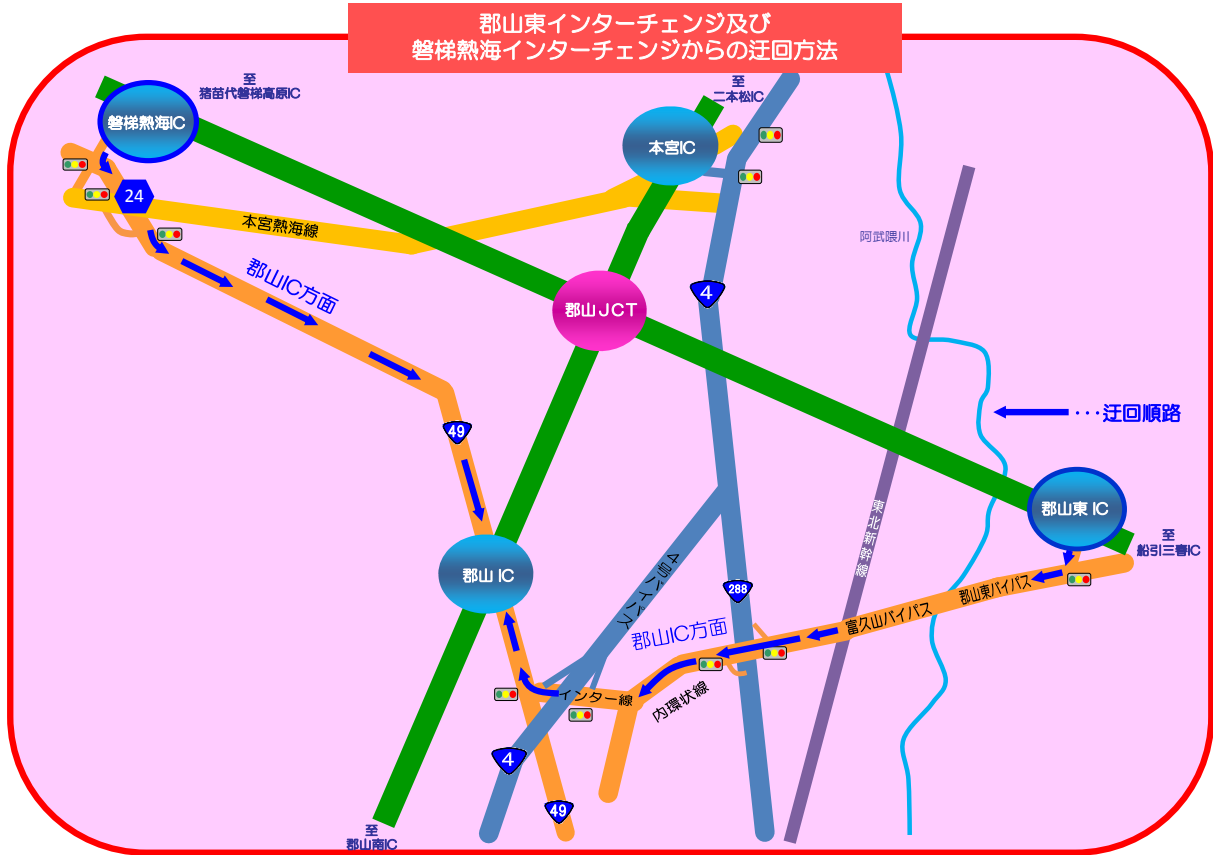 郡山東インターチェンジ及び
磐梯熱海インターチェンジからの迂回方法
至
猪苗代磐梯高原IC
至
二本松IC
磐梯熱海IC
本宮IC
24
本宮熱海線
阿武隈川
郡山IC方面
4
郡山JCT
・・・迂回順路
49
郡山東IC
東北新幹線
至
船引三春IC
4号バイパス
郡山IC
288
郡山東バイパス
富久山バイパス
郡山IC方面
インター線
内環状線
4
49
至
郡山南IC